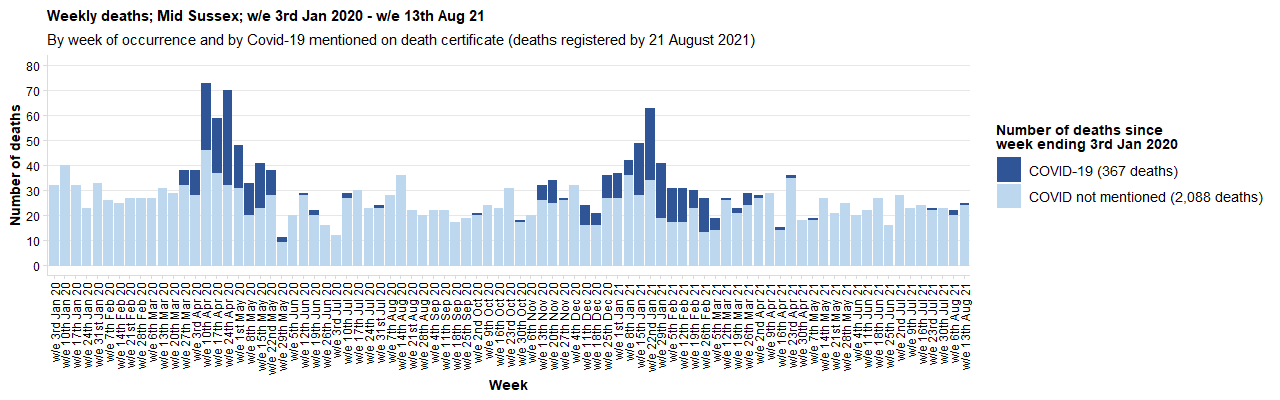 Weekly deaths; Mid Sussex; w/e 3rd Jan 2020 - w/e 13th Aug 21
By week of occurrence and by Covid-19 mentioned on death certificate (deaths registered by 21 August 2021)
Number of deaths
80
70
60
50
40
30
20
10
0
w/e 3rd Jan 20
w/e 10th Jan 20
w/e 17th Jan 20
w/e 24th Jan 20
w/e 31st Jan 20
w/e 7th Feb 20
w/e 14th Feb 20
w/e 21st Feb 20
w/e 28th Feb 20
w/e 6th Mar 20
w/e 13th Mar 20
w/e 20th Mar 20
w/e 27th Mar 20
w/e 3rd Apr 20
w/e 10th Apr 20
w/e 17th Apr 20
w/e 24th Apr 20
w/e 1st May 20
w/e 8th May 20
w/e 15th May 20
w/e 22nd May 20
w/e 29th May 20
w/e 5th Jun 20
w/e 12th Jun 20
w/e 19th Jun 20
w/e 26th Jun 20
w/e 3rd Jul 20
w/e 10th Jul 20
w/e 17th Jul 20
w/e 24th Jul 20
w/e 31st Jul 20
w/e 7th Aug 20
w/e 14th Aug 20
w/e 21st Aug 20
w/e 28th Aug 20
w/e 4th Sep 20
w/e 11th Sep 20
w/e 18th Sep 20
w/e 25th Sep 20
w/e 2nd Oct 20
w/e 9th Oct 20
w/e 16th Oct 20
w/e 23rd Oct 20
w/e 30th Oct 20
w/e 6th Nov 20
w/e 13th Nov 20
w/e 20th Nov 20
w/e 27th Nov 20
w/e 4th Dec 20
w/e 11th Dec 20
w/e 18th Dec 20
w/e 25th Dec 20
w/e 1st Jan 21
w/e 8th Jan 21
w/e 15th Jan 21
w/e 22nd Jan 21
w/e 29th Jan 21
w/e 5th Feb 21
w/e 12th Feb 21
w/e 19th Feb 21
w/e 26th Feb 21
w/e 5th Mar 21
w/e 12th Mar 21
w/e 19th Mar 21
w/e 26th Mar 21
w/e 2nd Apr 21
w/e 9th Apr 21
w/e 16th Apr 21
w/e 23rd Apr 21
w/e 30th Apr 21
w/e 7th May 21
w/e 14th May 21
w/e 21st May 21
w/e 28th May 21
w/e 4th Jun 21
w/e 11th Jun 21
w/e 18th Jun 21
w/e 25th Jun 21
w/e 2nd Jul 21
w/e 9th Jul 21
w/e 16th Jul 21
w/e 23rd Jul 21
w/e 30th Jul 21
w/e 6th Aug 21
w/e 13th Aug 21
Week
Number of deaths since
week ending 3rd Jan 2020
COVID-19 (367 deaths)
COVID not mentioned (2,088 deaths)